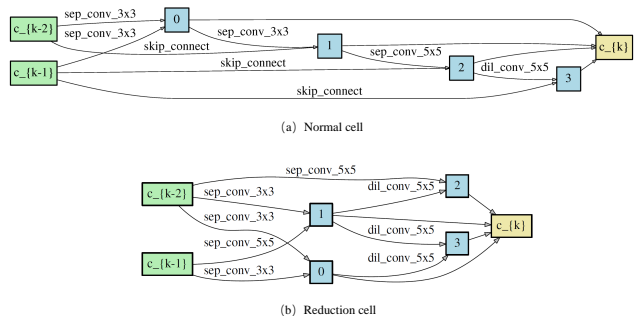 c_{k-2}
sep_conv_3x3
0
sep_conv_3x3
sep_conv_3x3
skip_connect
1
sep_conv_5x5
c_{k}
c_{k-1}
skip_connect
2
dil_conv_5x5
3
skip_connect
(a) Normal cell
sep_conv_5x5
c_{k-2}
sep_conv_3x3
dil_conv_5x5
2
sep_conv_3x3
1
c_{k}
sep_conv_5x5
dil_conv_5x5
3
c_{k-1}
sep_conv_3x3
0
dil_conv_5x5
(b) Reduction cell